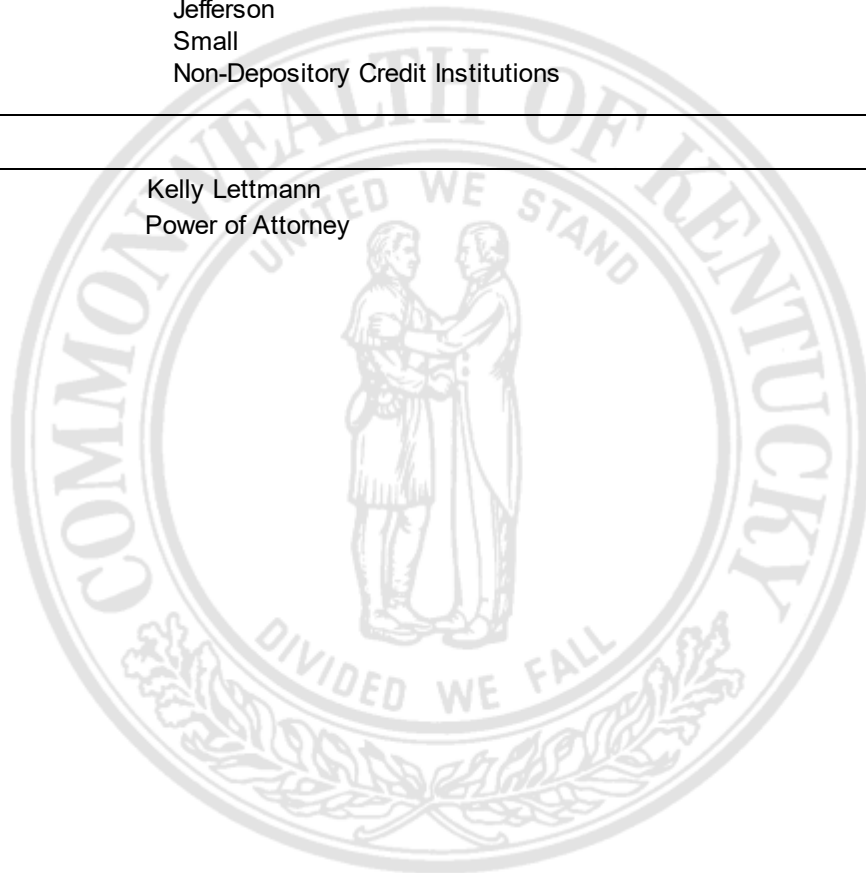 Jefferson
Small
Non-Depository Credit Institutions
Kelly Lettmann
Power of Attorney
COMMONWEALTH OF KENTUCKY
UNITED WE STAND
DIVIDED WE FALL